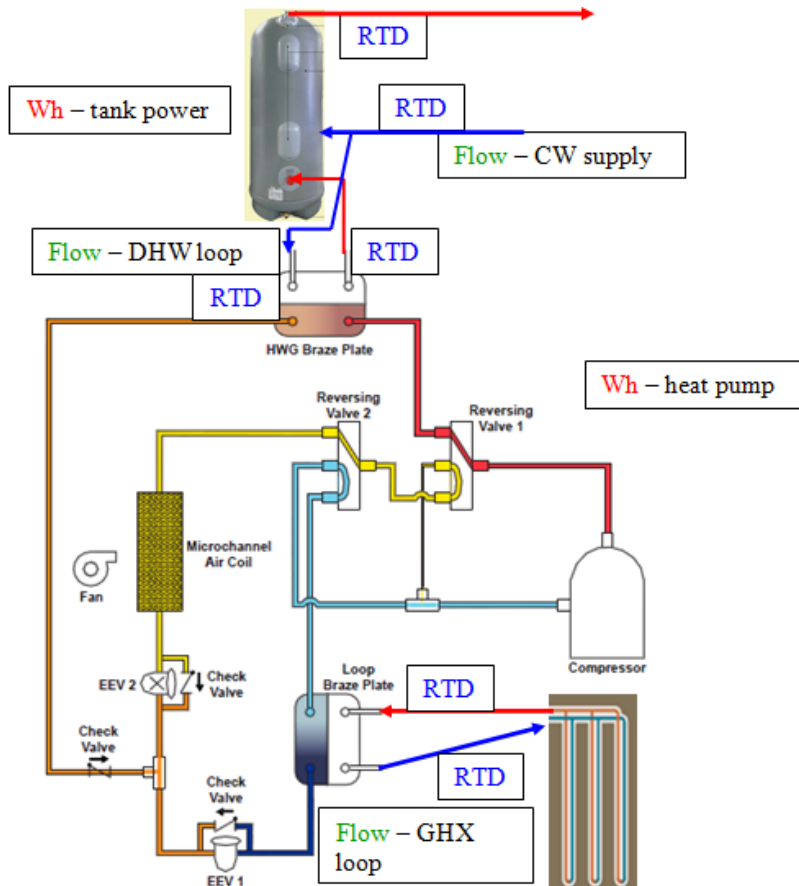 RTD
Wh – tank power
RTD
Flow – CW supply
Flow – DHW loop
RTD
RTD
HWG Braze Plate
Wh – heat pump
Reversing
Valve 2
Reversing
Valve 1
Microchannel
Air Coil
Fan
Compressor
EEV 2
Check
Valve
Loop
Braze Plate
RTD
Check
Valve
RTD
Check
Valve
Flow – GHX
loop
EEV 1